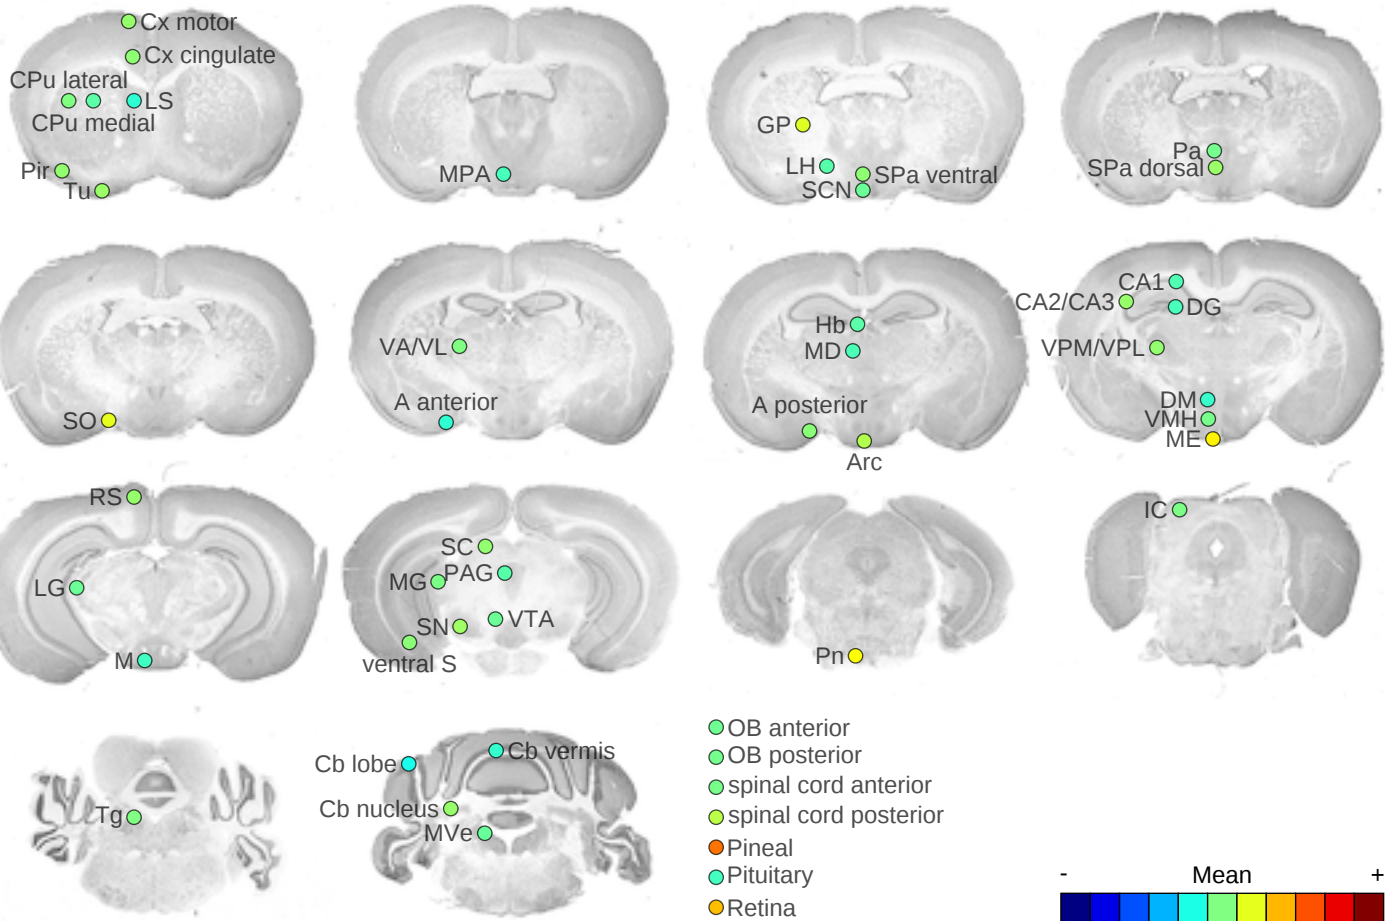 Cx motor
Cx cingulate
CPu lateral
LS
CPu medial
Pir
Tu
MPA
GP
LH
SPa ventral
SCN
Pa
SPa dorsal
SO
VA/VL
A anterior
Hb
MD
A posterior
Arc
CA1
CA2/CA3
DG
VPM/VPL
DM
VMH
ME
RS
LG
M
SC
MG
PAG
SN
VTA
ventral S
Pn
IC
Tg
Cb lobe
Cb vermis
Cb nucleus
MVe
OB anterior
OB posterior
spinal cord anterior
spinal cord posterior
Pineal
Pituitary
Retina
- Mean +